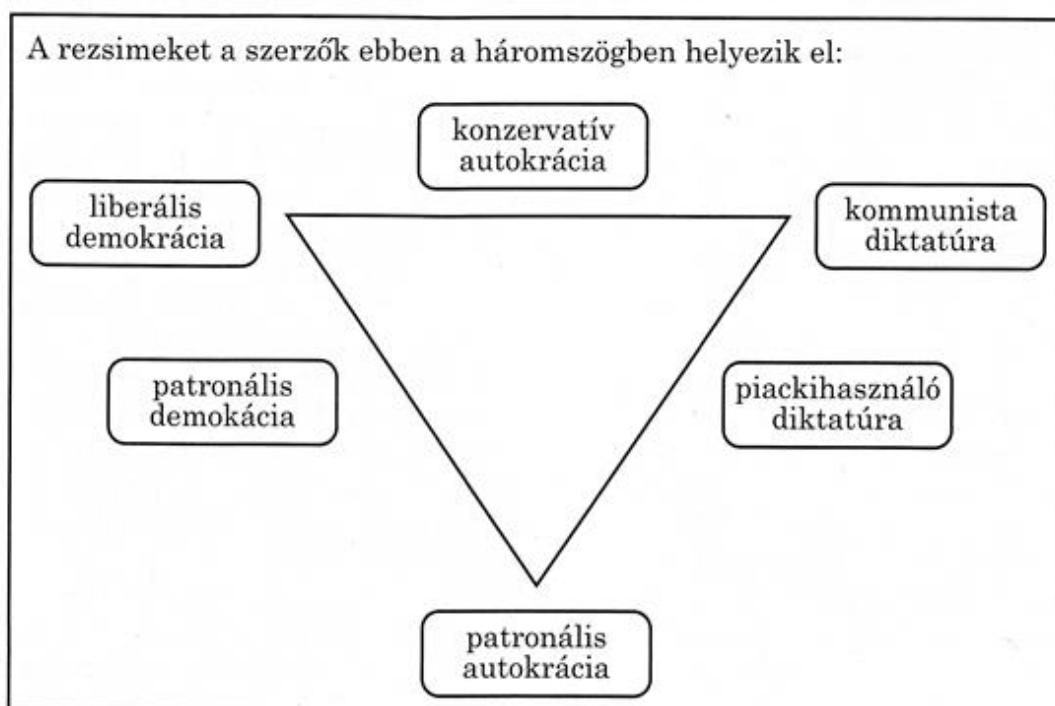 A rezsimeket a szerzők ebben a háromszögben helyezik el:
konzervatív
autokrácia
liberális
demokrácia
kommunista
diktatúra
patronális
demokácia
piackihasználó
diktatúra
patronális
autokrácia